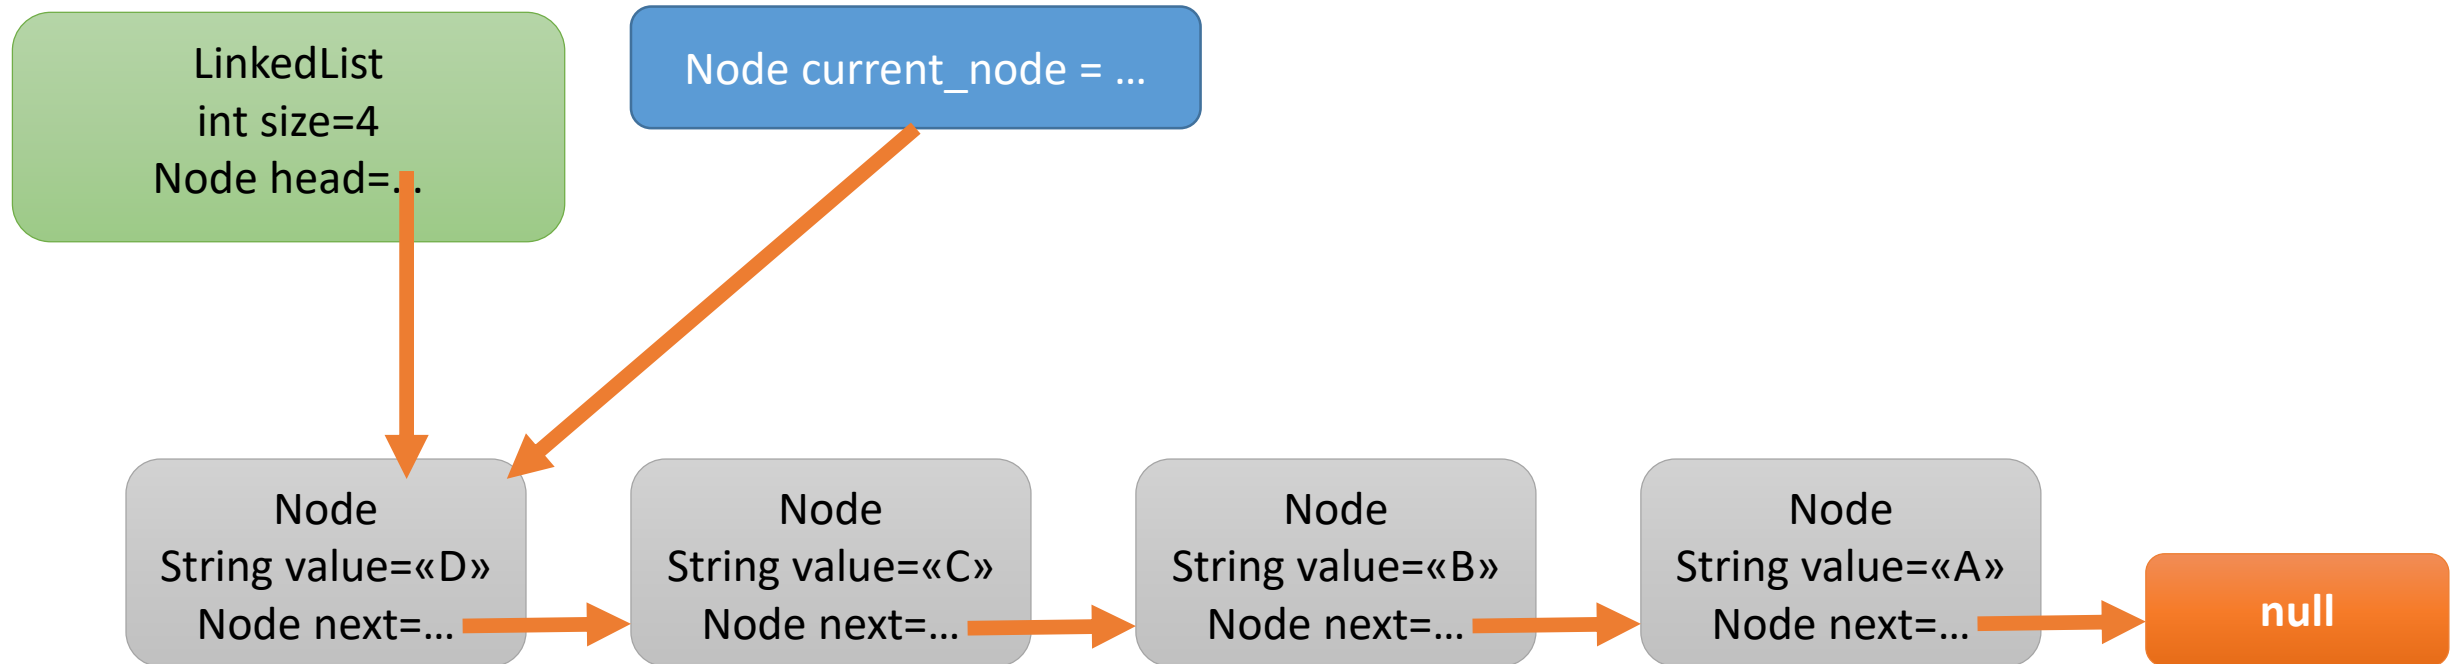 LinkedList
int size=4
Node head=...
Node current_node = ...
Node
String value=«D»
Node next=...
Node
String value=«C»
Node next=...
Node
String value=«B»
Node next=...
Node
String value=«A»
Node next=...
null